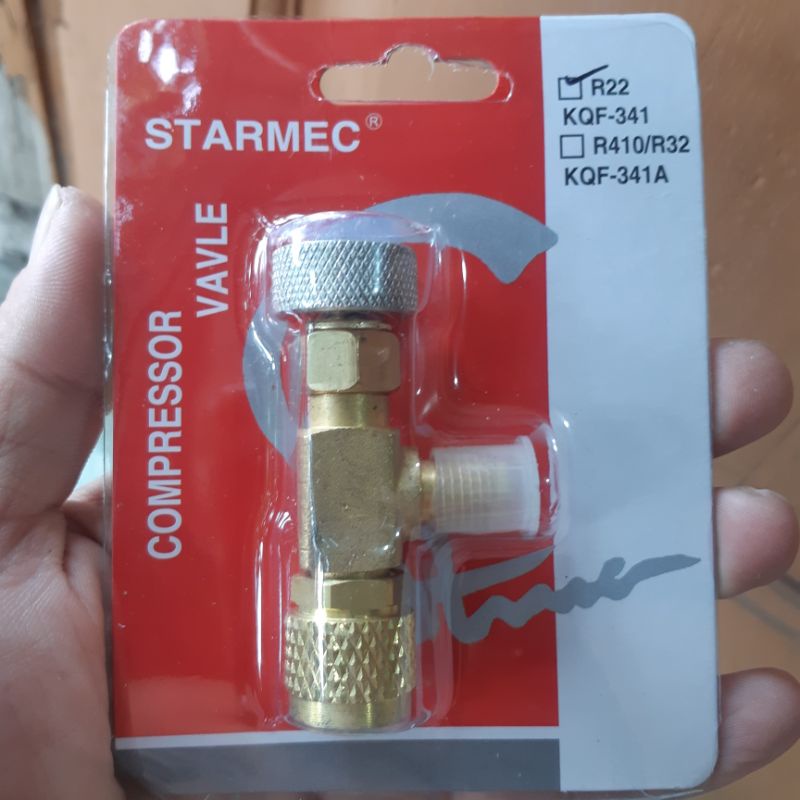 STARMEC®
COMPRESSOR
VAVLE
R22
KQF-341
R410/R32
KQF-341A